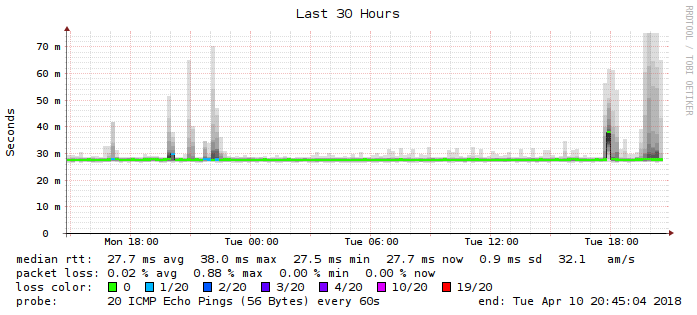 Last 30 Hours
RRDTOOL / TOBI OETIKER
Seconds
70 m
60 m
50 m
40 m
30 m
20 m
10 m
0
Mon 18:00 Tue 00:00 Tue 06:00 Tue 12:00 Tue 18:00
median rtt: 27.7 ms avg 38.0 ms max 27.5 ms min 27.7 ms now 0.9 ms sd 32.1 am/s
packet loss: 0.02 % avg 0.88 % max 0.00 % min 0.00 % now
loss color: 0 1/20 2/20 3/20 4/20 10/20 19/20
probe: 20 ICMP Echo Pings (56 Bytes) every 60s end: Tue Apr 10 20:45:04 2018